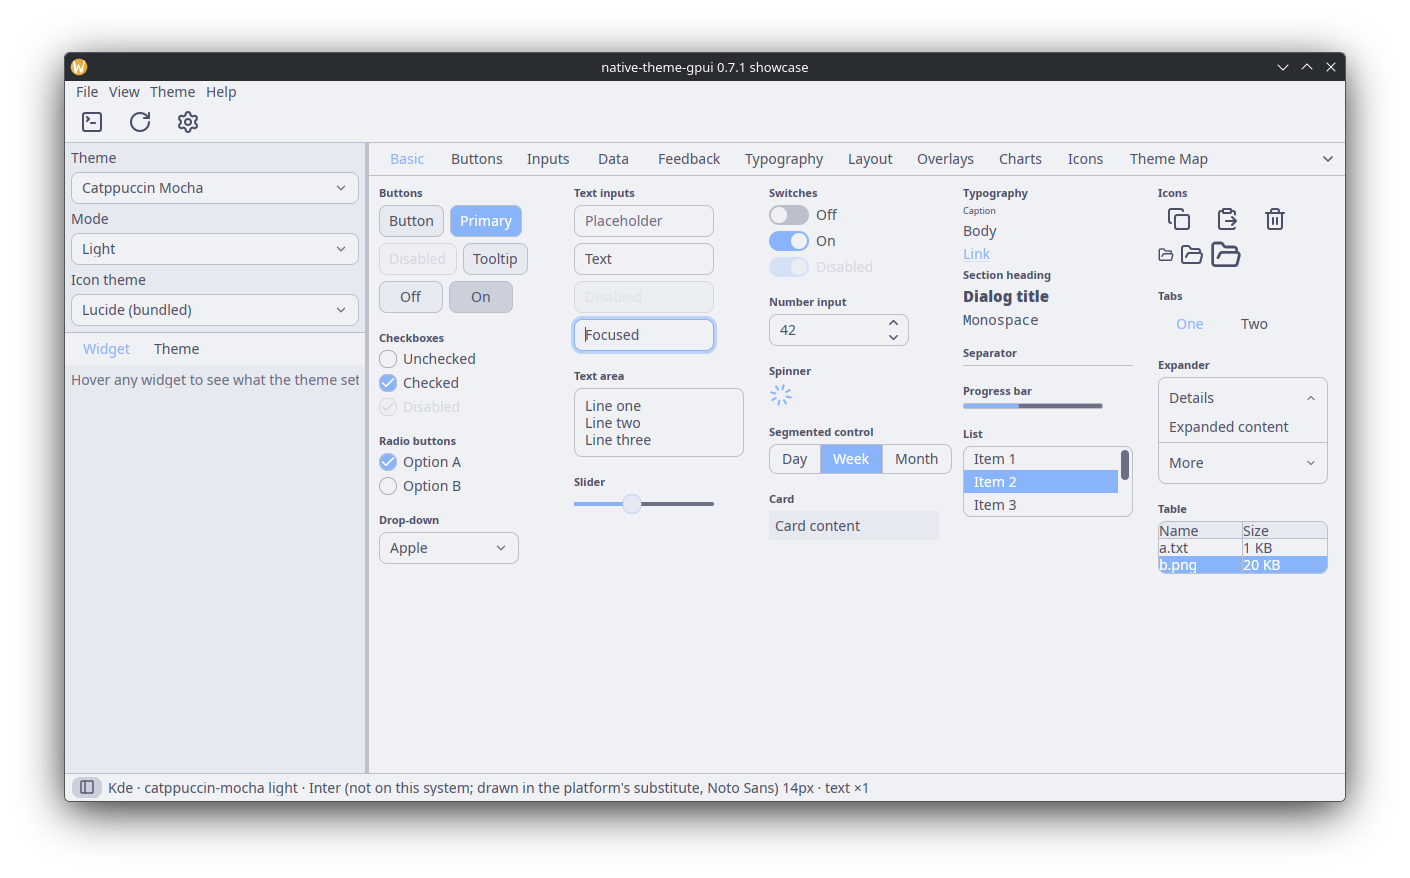 native-theme-gpui 0.7.1 showcase
File View Theme Help
Theme
Catppuccin Mocha
Mode
Light
Icon theme
Lucide (bundled)
Widget Theme
Hover any widget to see what the theme set
Basic Buttons Inputs Data Feedback Typography Layout Overlays Charts Icons Theme Map
Buttons
Button Primary
Disabled Tooltip
Off On
Checkboxes
Unchecked
Checked
Disabled
Radio buttons
Option A
Option B
Drop-down
Apple
Text inputs
Placeholder
Text
Disabled
Focused
Text area
Line one
Line two
Line three
Slider
Switches
Off
On
Disabled
Number input
42
Spinner
Segmented control
Day Week Month
Card
Card content
Typography
Caption
Body
Link
Section heading
Dialog title
Monospace
Separator
Progress bar
List
Item 1
Item 2
Item 3
Icons
Tabs
One Two
Expander
Details
Expanded content
More
Table
Name Size
a.txt 1 KB
b.png 20 KB
Kde · catppuccin-mocha light · Inter (not on this system; drawn in the platform's substitute, Noto Sans) 14px · text ×1